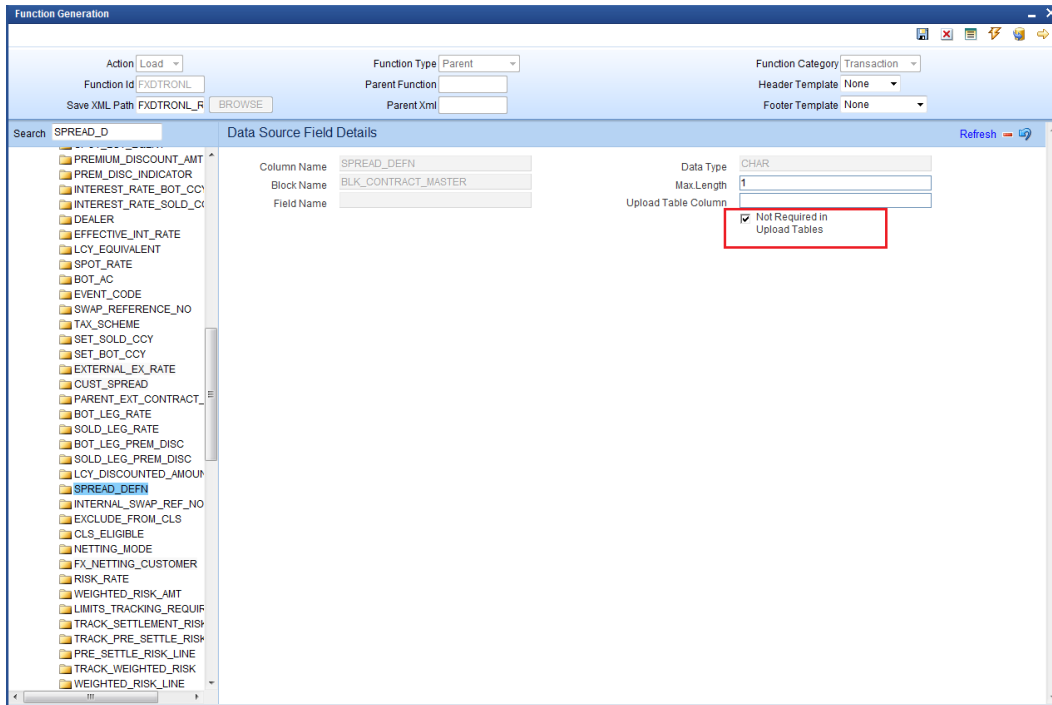 Function Generation
Action Load
Function Type Parent
Function Category Transaction
Function Id FXDTRONL
Parent Function
Header Template None
Save XML Path FXDTRONL_R BROWSE
Parent Xml
Footer Template None
Search SPREAD_D
Data Source Field Details
Refresh
PREMIUM_DISCOUNT_AMT
PREM_DISC_INDICATOR
INTEREST_RATE_BOT_CC
INTEREST_RATE_SOLD_C
DEALER
EFFECTIVE_INT_RATE
LCY_EQUIVALENT
SPOT_RATE
BOT_AC
EVENT_CODE
SWAP_REFERENCE_NO
TAX_SCHEME
SET_SOLD_CCY
SET_BOT_CCY
EXTERNAL_EX_RATE
CUST_SPREAD
PARENT_EXT_CONTRACT_
BOT_LEG_RATE
SOLD_LEG_RATE
BOT_LEG_PREM_DISC
SOLD_LEG_PREM_DISC
LCY_DISCOUNTED_AMOUN
SPREAD_DEFN
INTERNAL_SWAP_REF_NO
EXCLUDE_FROM_CLS
CLS_ELIGIBLE
NETTING_MODE
FX_NETTING_CUSTOMER
RISK_RATE
WEIGHTED_RISK_AMT
LIMITS_TRACKING_REQUIR
TRACK_SETTLEMENT_RISK
TRACK_PRE_SETTLE_RISK
PRE_SETTLE_RISK_LINE
TRACK_WEIGHTED_RISK
WEIGHTED_RISK_LINE
Column Name SPREAD_DEFN
Data Type CHAR
Block Name BLK_CONTRACT_MASTER
Max.Length 1
Field Name
Upload Table Column
Not Required in
Upload Tables